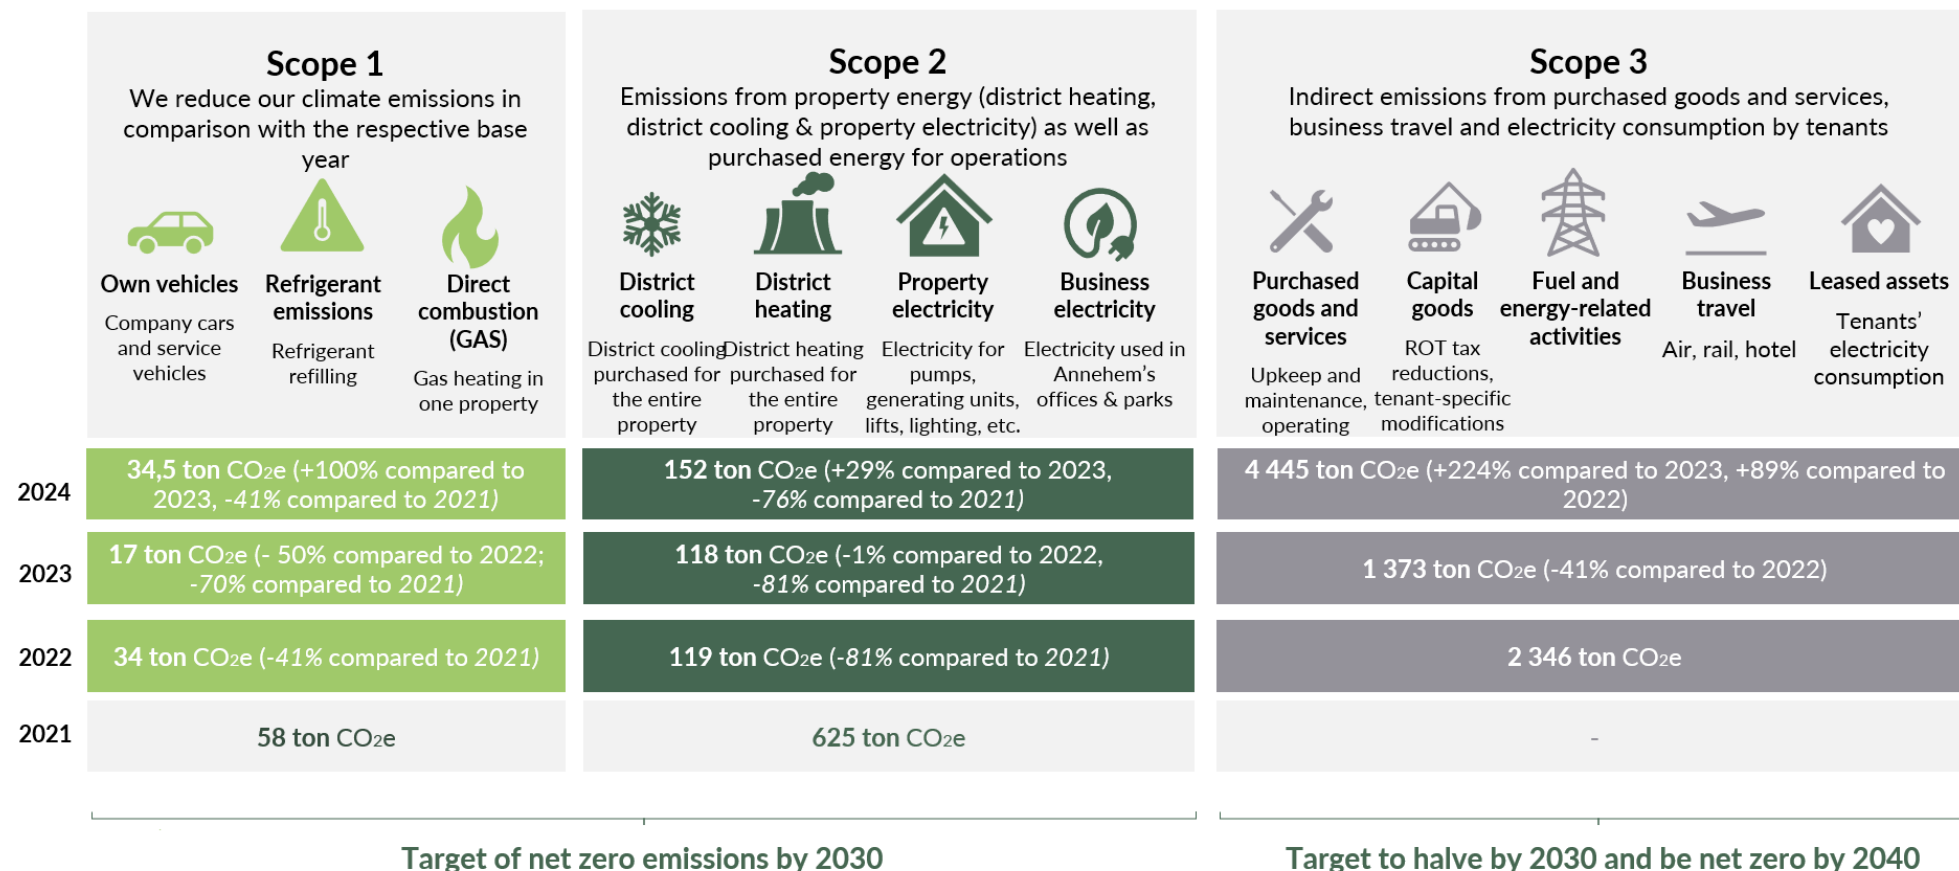 Scope 1
We reduce our climate emissions in
comparison with the respective base
year
Own vehicles
Company cars
and service
vehicles
Refrigerant
emissions
Refrigerant
refilling
Direct
combustion
(GAS)
Gas heating in
one property
Scope 2
Emissions from property energy (district heating,
district cooling & property electricity) as well as
purchased energy for operations
District
cooling
District cooling
purchased for
the entire
property
District
heating
District heating
purchased for
the entire
property
Property
electricity
Electricity for
pumps,
generating units,
lifts, lighting, etc.
Business
electricity
Electricity used in
Annehem's
offices & parks
Scope 3
Indirect emissions from purchased goods and services,
business travel and electricity consumption by tenants
Purchased
goods and
services
Upkeep and
maintenance,
operating
Capital
goods
ROT tax
reductions,
tenant-specific
modifications
Fuel and
energy-related
activities
Business
travel
Air, rail, hotel
Leased assets
Tenants'
electricity
consumption
2024
34,5 ton CO2e (+100% compared to
2023, -41% compared to 2021)
152 ton CO2e (+29% compared to 2023,
-76% compared to 2021)
4 445 ton CO2e (+224% compared to 2023, +89% compared to
2022)
2023
17 ton CO2e (- 50% compared to 2022;
-70% compared to 2021)
118 ton CO2e (-1% compared to 2022,
-81% compared to 2021)
1 373 ton CO2e (-41% compared to 2022)
2022
34 ton CO2e (-41% compared to 2021)
119 ton CO2e (-81% compared to 2021)
2 346 ton CO2e
2021
58 ton CO2e
625 ton CO2e
-
Target of net zero emissions by 2030
Target to halve by 2030 and be net zero by 2040